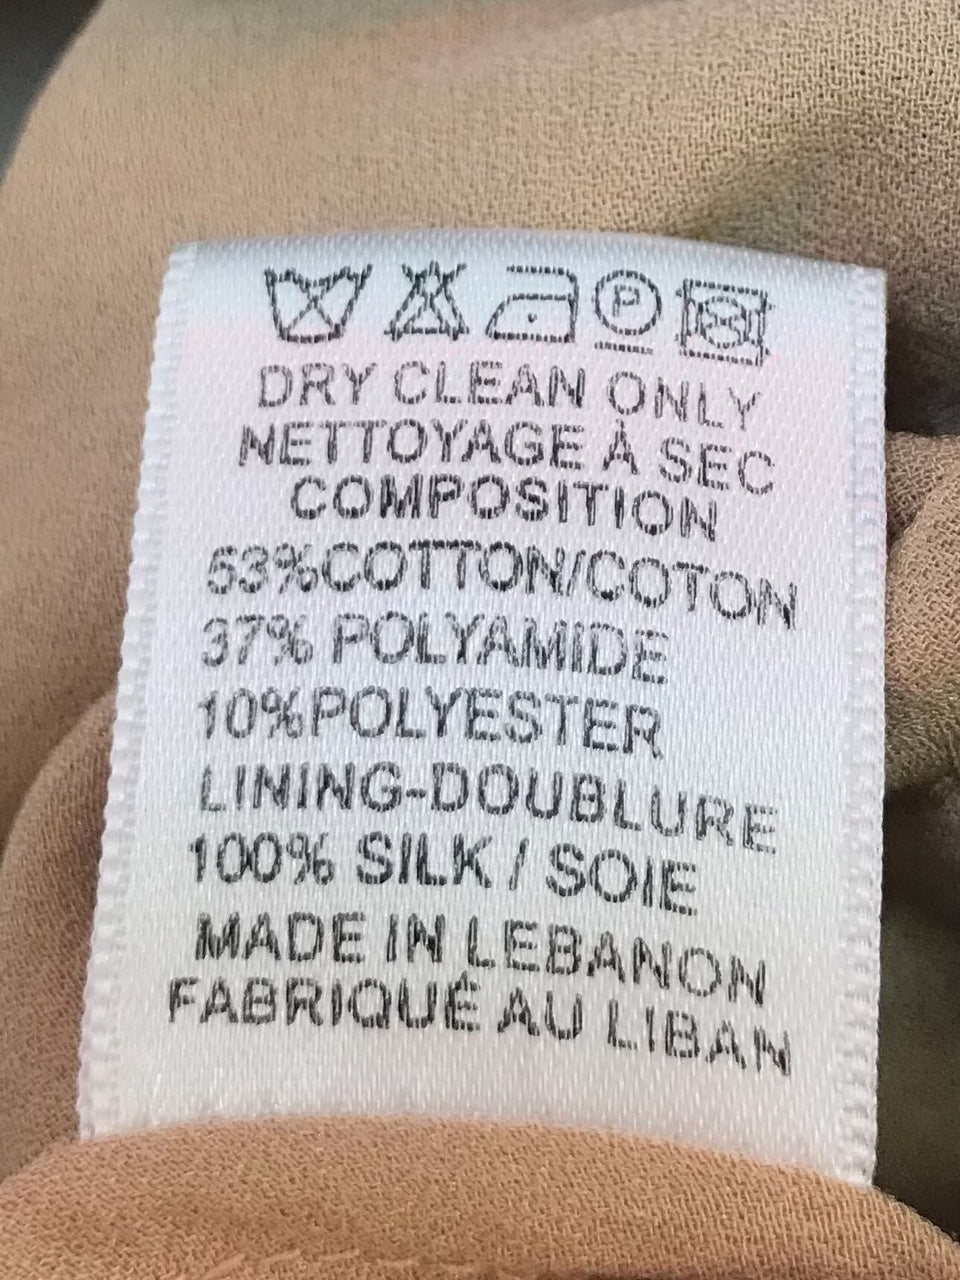 P
DRY CLEAN ONLY
NETTOYAGE À SEC
COMPOSITION
53%COTTON/COTON
37% POLYAMIDE
10%POLYESTER
LINING-DOUBLURE
100% SILK / SOIE
MADE IN LEBANON
FABRIQUÉ AU LIBAN